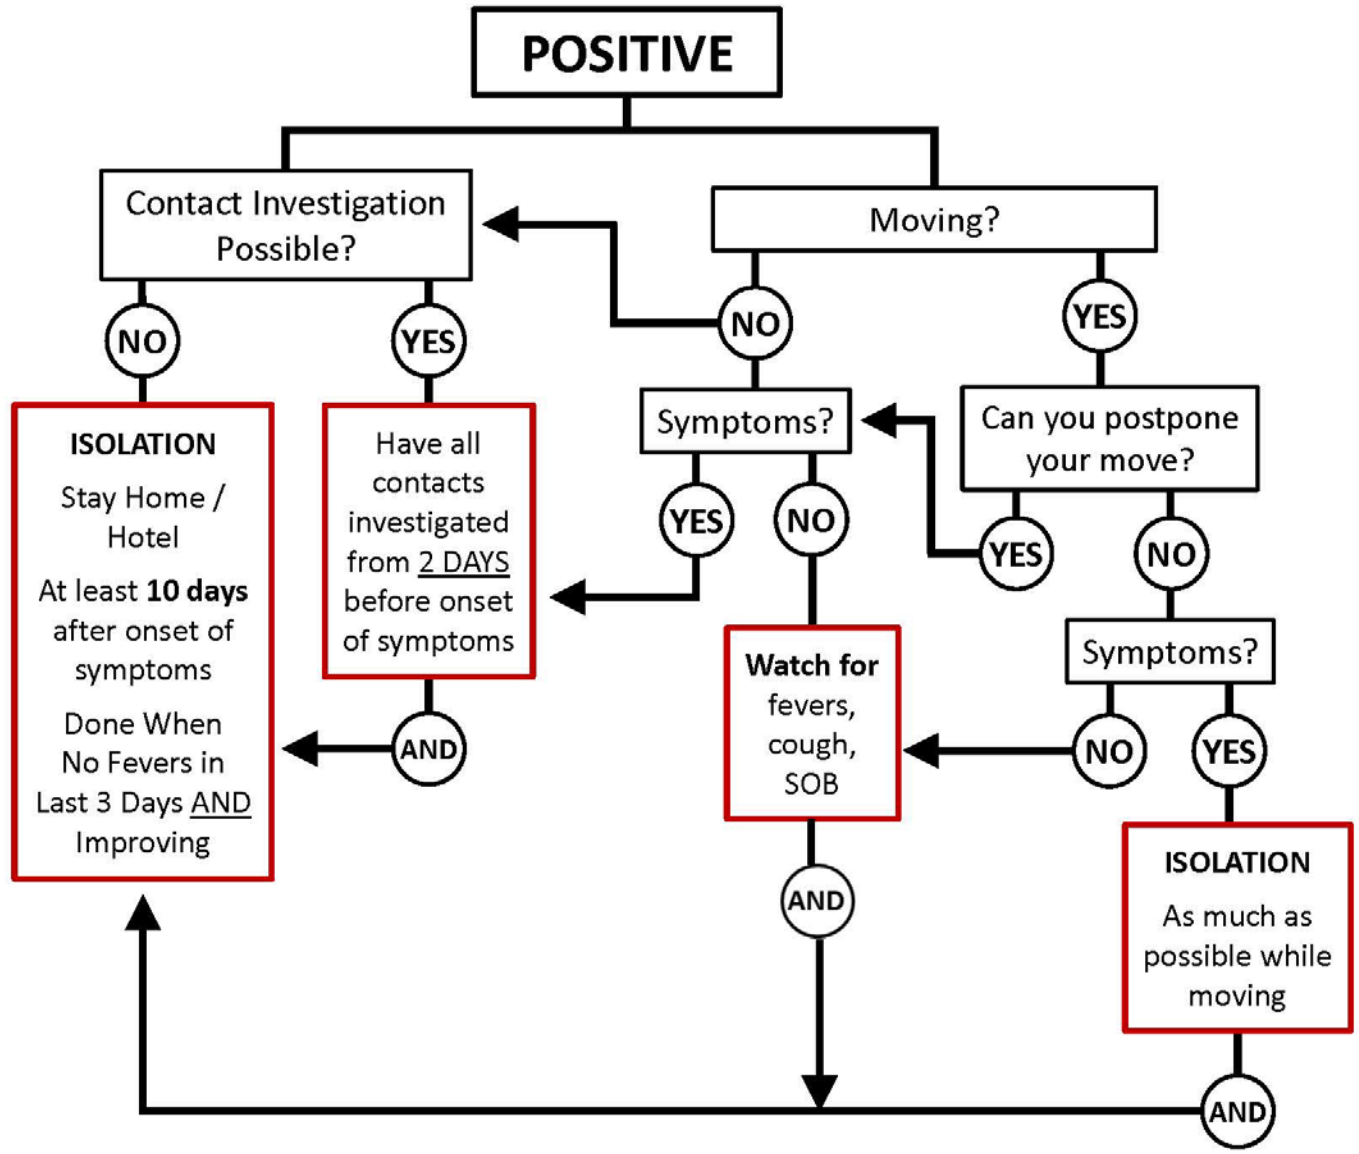 POSITIVE
Contact Investigation
Possible?
Moving?
NO
YES
NO
YES
ISOLATION
Stay Home /
Hotel
At least 10 days
after onset of
symptoms
Done When
No Fevers in
Last 3 Days AND
Improving
Have all
contacts
investigated
from 2 DAYS
before onset
of symptoms
AND
Symptoms?
YES
NO
Can you postpone
your move?
YES
NO
Watch for
fevers,
cough,
SOB
AND
Symptoms?
NO
YES
ISOLATION
As much as
possible while
moving
AND